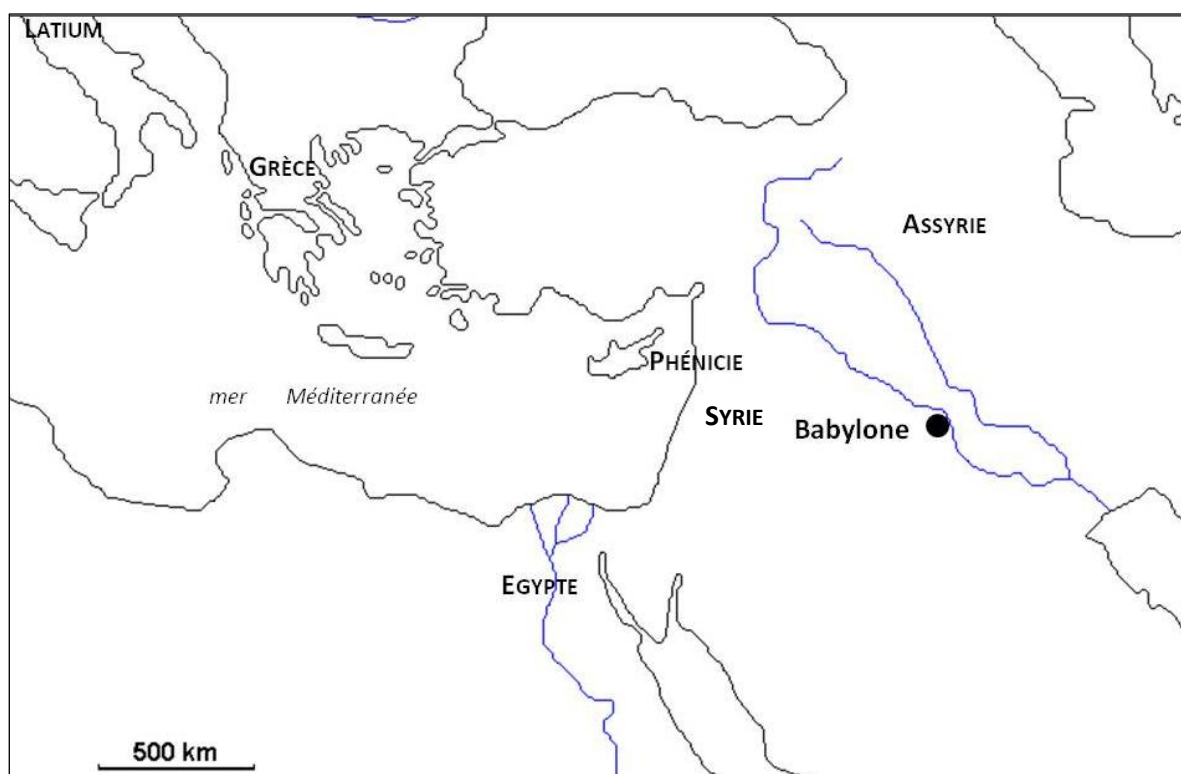 LATIUM
GRÈCE
ASSYRIE
PHÉNICIE
mer Méditerranée
SYRIE
Babylone
EGYPTE
500 km